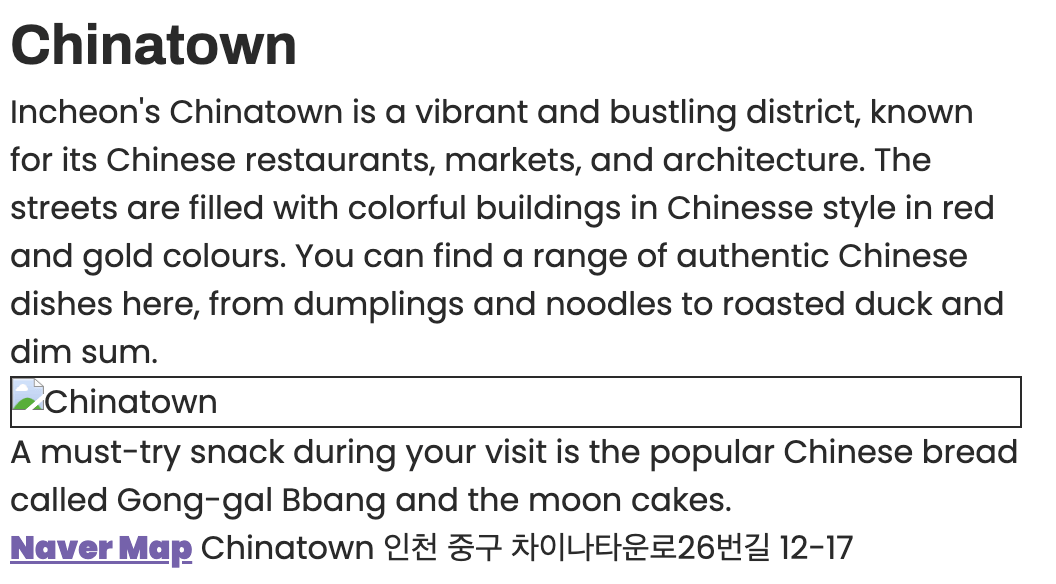 Chinatown
Incheon's Chinatown is a vibrant and bustling district, known
for its Chinese restaurants, markets, and architecture. The
streets are filled with colorful buildings in Chinesse style in red
and gold colours. You can find a range of authentic Chinese
dishes here, from dumplings and noodles to roasted duck and
dim sum.
Chinatown
A must-try snack during your visit is the popular Chinese bread
called Gong-gal Bbang and the moon cakes.
Naver Map Chinatown 인천 중구 차이나타운로26번길 12-17